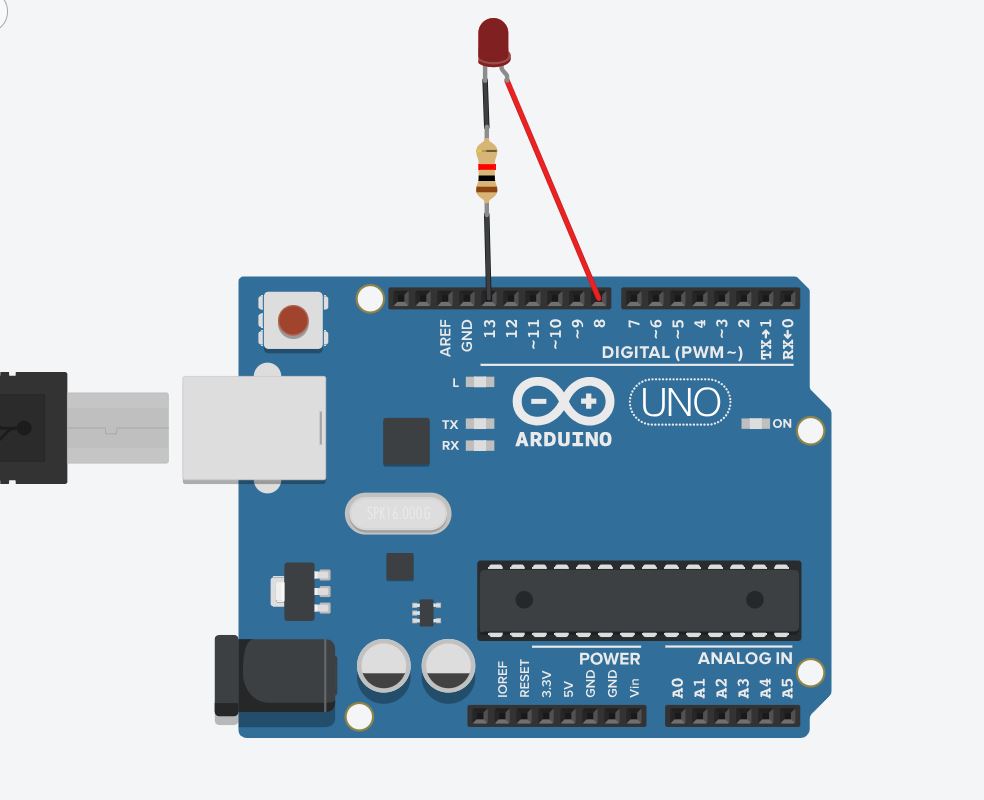 AREF
GND
13
12
~11
~10
~9
8
7
~6
~5
4
~3
2
TX→1
RX←0
DIGITAL (PWM~)
L
TX
RX
UNO
ARDUINO
ON
SPK16.000G
POWER
ANALOG IN
IOREF
RESET
3.3V
5V
GND
GND
Vin
A0
A1
A2
A3
A4
A5